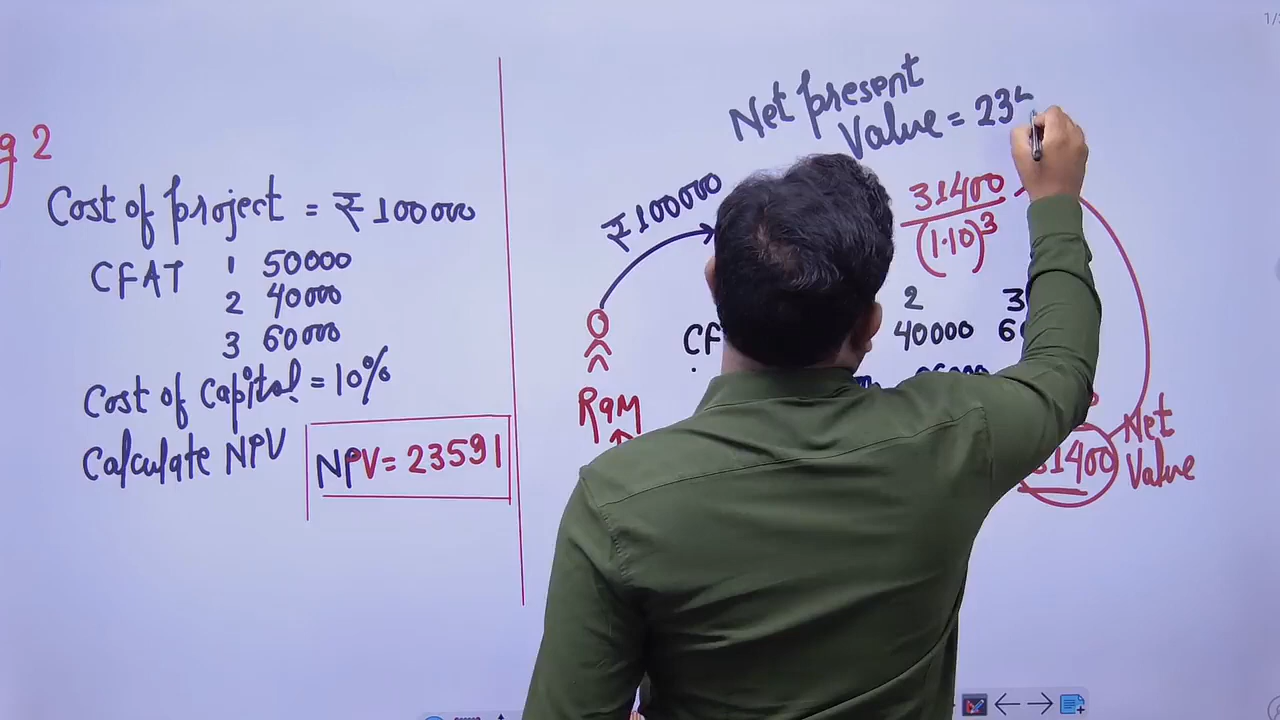 g 2
Cost of project = ₹ 100000
CFAT 1 50000
2 40000
3 60000
Cost of capital = 10%
Calculate NPV
NPV = 23591
Net present
Value = 23
₹100000
31400
(1.10)³
2 3
CF 40000 6
Ram
31400
Net
Value